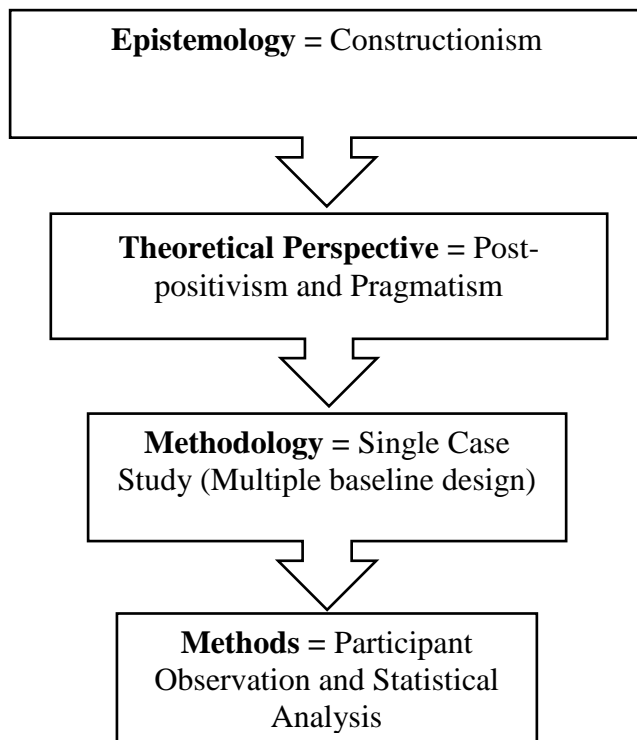 Epistemology = Constructionism
Theoretical Perspective = Post-
positivism and Pragmatism
Methodology = Single Case
Study (Multiple baseline design)
Methods = Participant
Observation and Statistical
Analysis